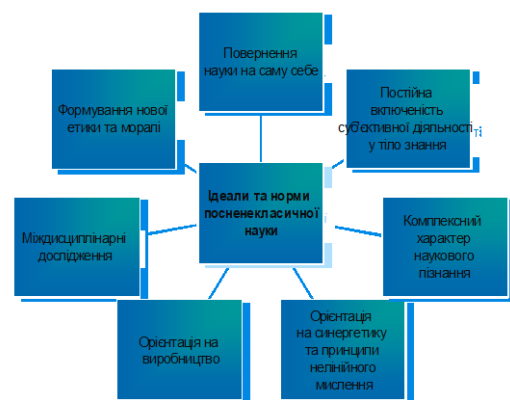 Повернення
науки на саму себе
Постійна
включеність
суб'єктивної діяльності
у тіло знання
Комплексний
характер
наукового
пізнання
Орієнтація
на синергетику
та принципи
нелінійного
мислення
Орієнтація на
виробництво
Міждисциплінарні
дослідження
Формування нової
етики та моралі
Ідеали та норми
посненекласичної
науки